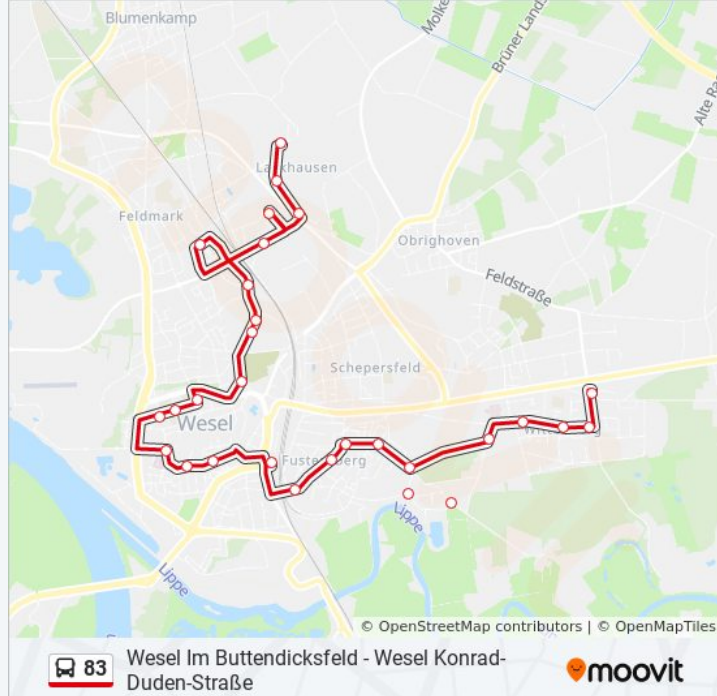 Blumenkamp
Brüner Land
Lackhausen
Feldmark
Obrighoven
Feldstraße
Schepersfeld
Wesel
Fusternberg
Lippe
Lippe
© OpenStreetMap contributors | © OpenMapTiles
83
Wesel Im Buttendicksfeld - Wesel Konrad-
Duden-Straße
moovit